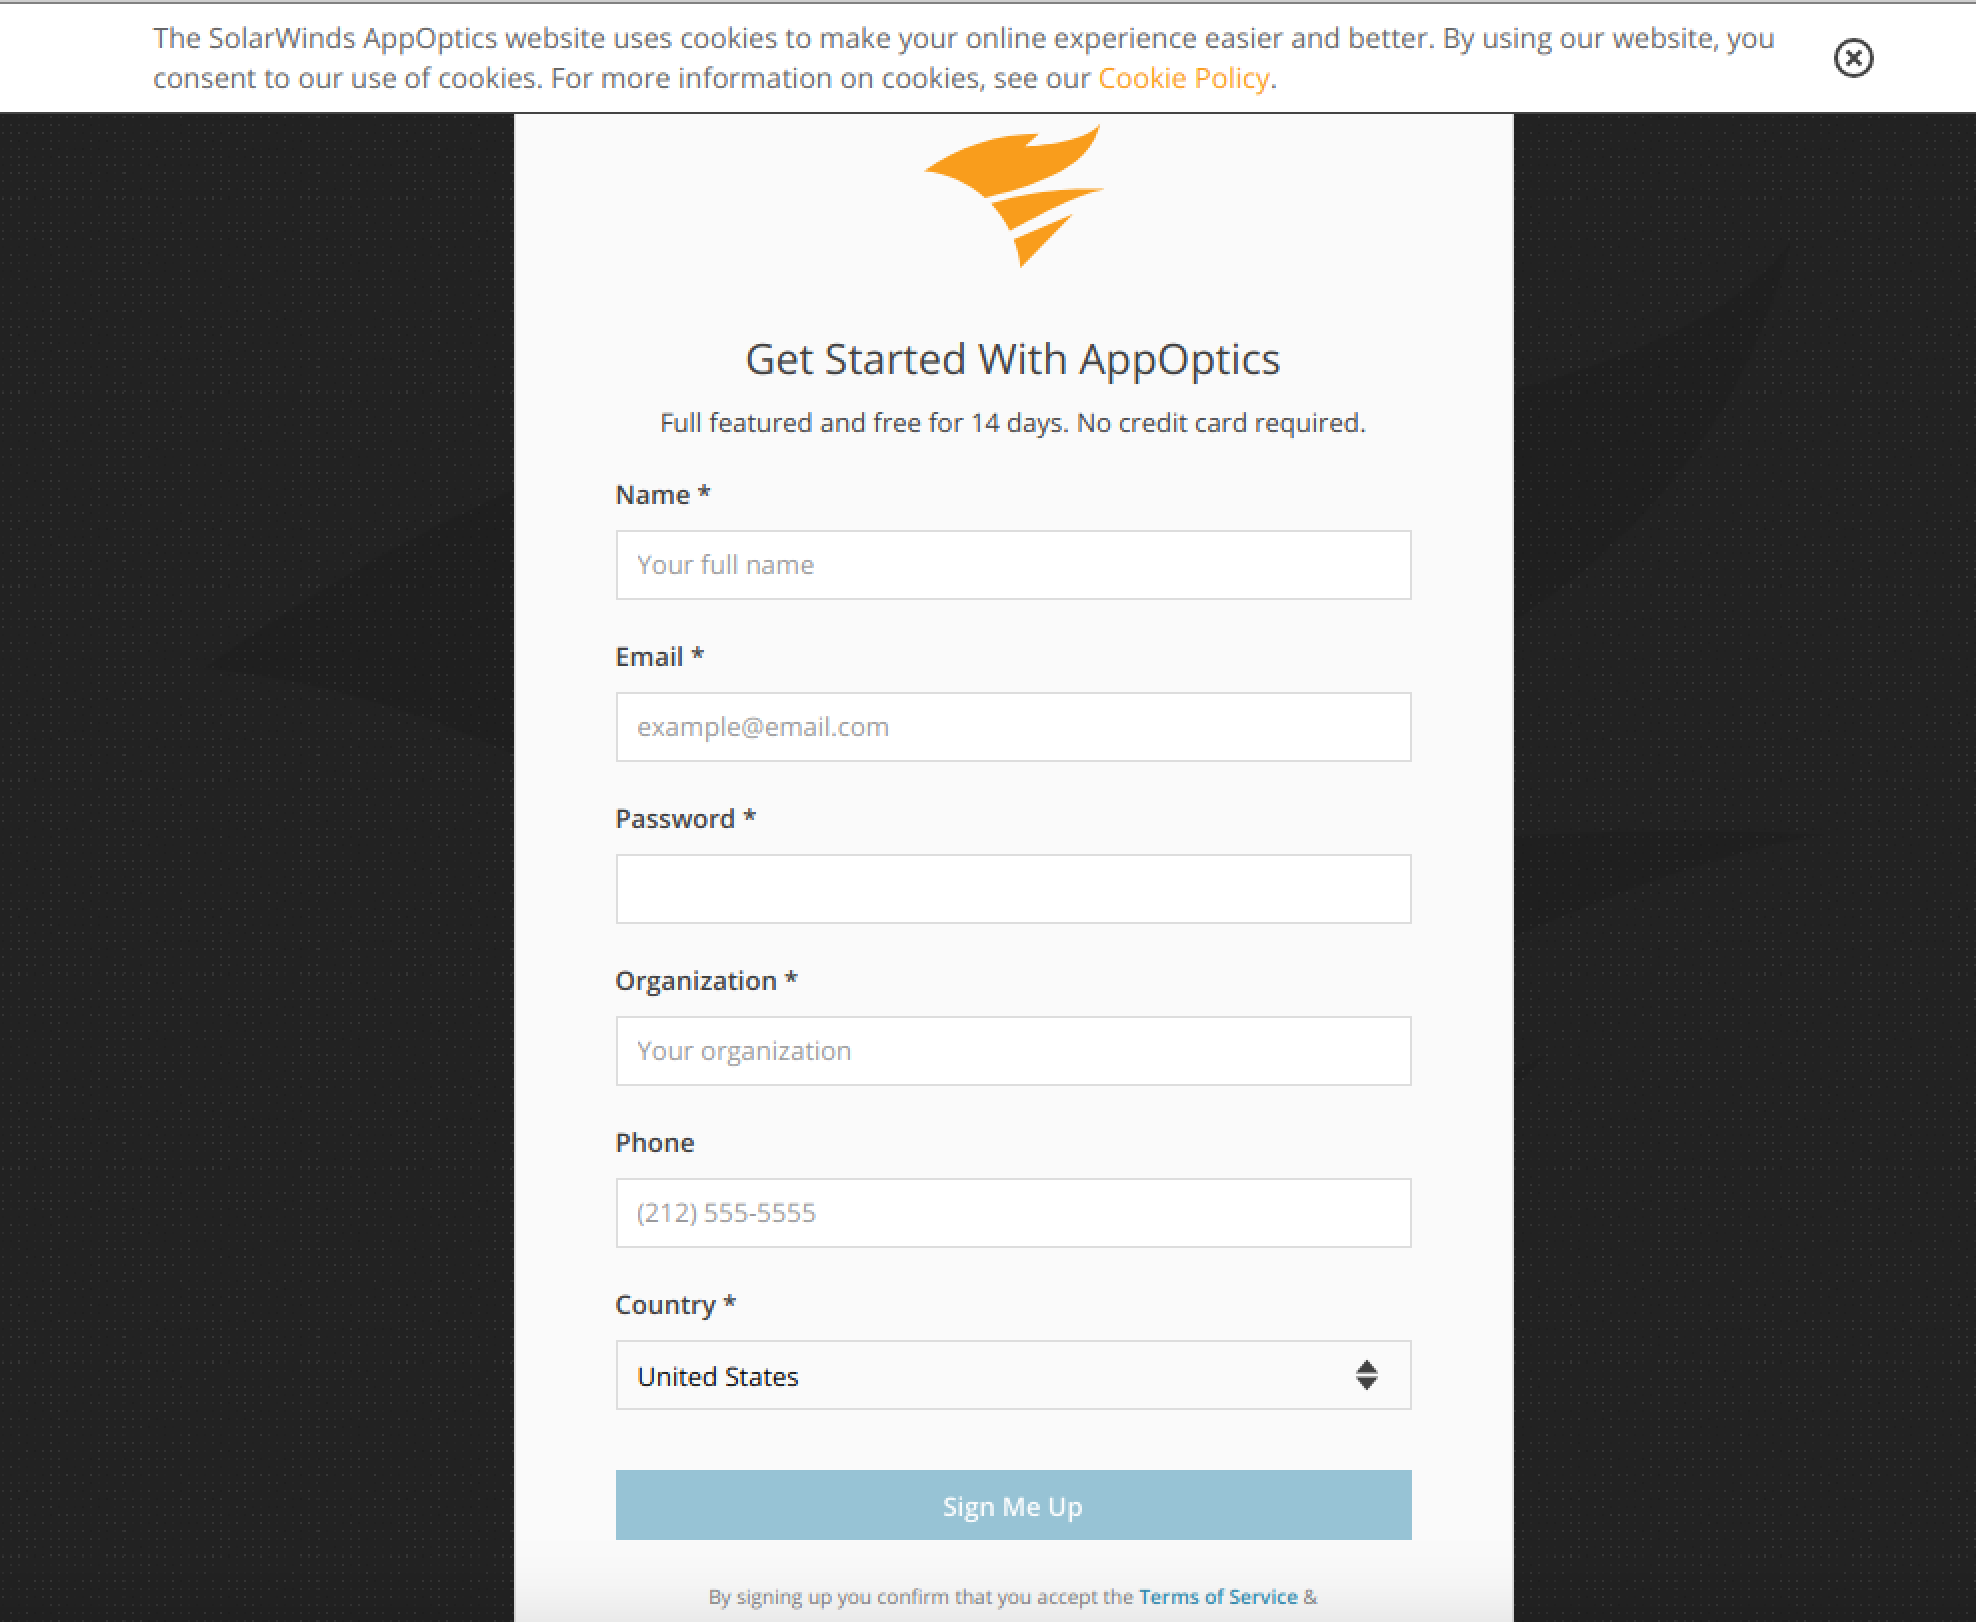 The SolarWinds AppOptics website uses cookies to make your online experience easier and better. By using our website, you
consent to our use of cookies. For more information on cookies, see our Cookie Policy.
Get Started With AppOptics
Full featured and free for 14 days. No credit card required.
Name *
Your full name
Email *
example@email.com
Password *
Organization *
Your organization
Phone
(212) 555-5555
Country *
United States
Sign Me Up
By signing up you confirm that you accept the Terms of Service &